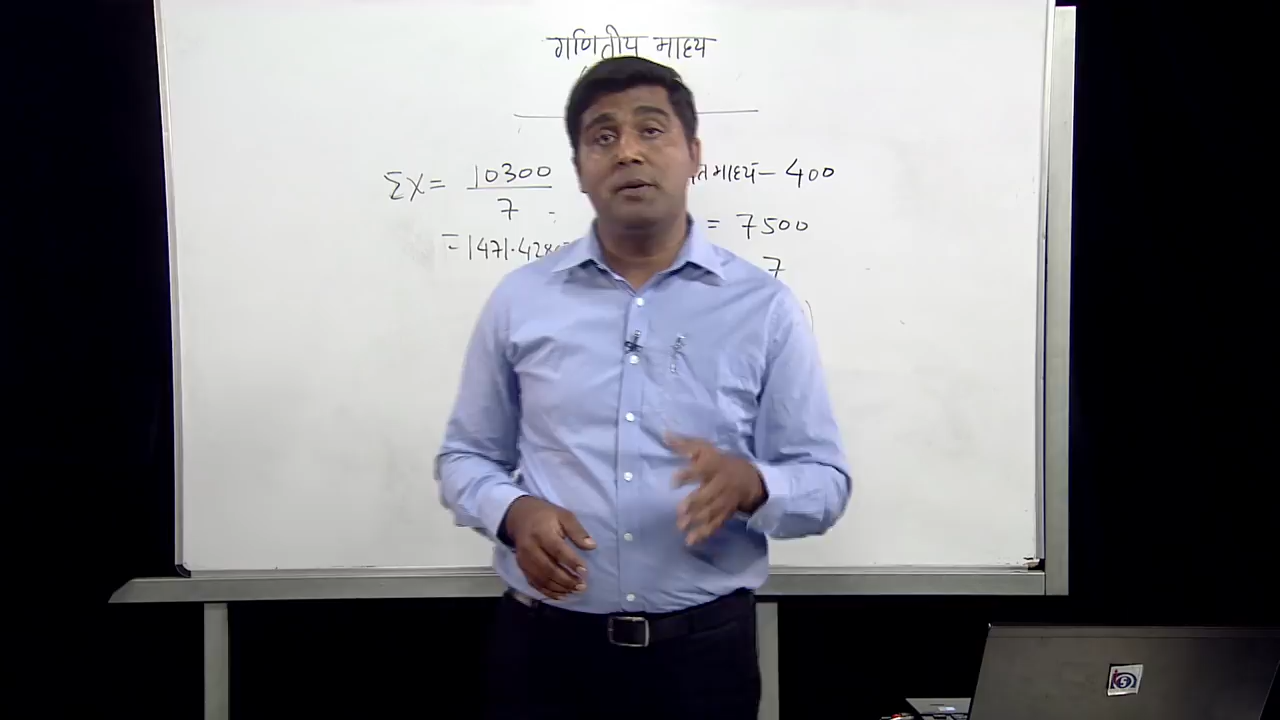 गणितीय माध्य
ΣX = 10300
7
माध्य – 400
= 1471.428
= 7500
7